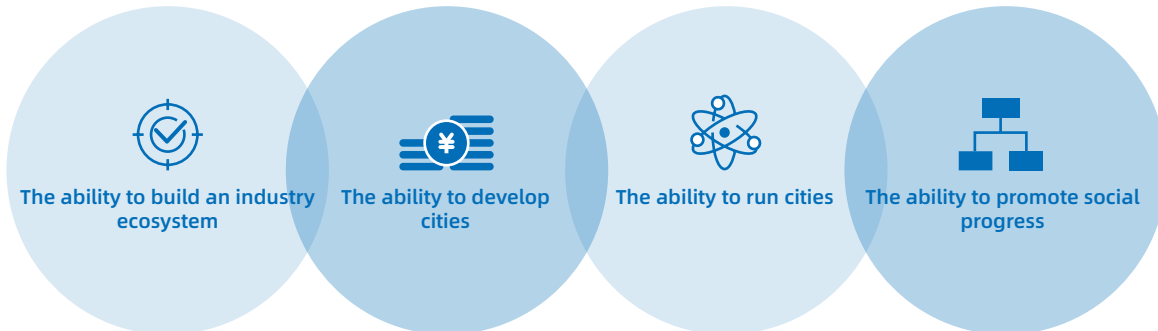 ¥
The ability to build an industry
ecosystem
The ability to develop
cities
The ability to run cities
The ability to promote social
progress